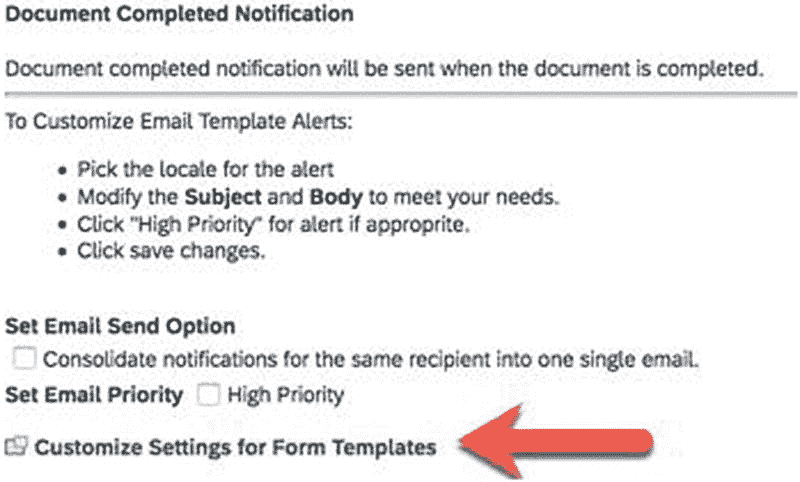 Document Completed Notification
Document completed notification will be sent when the document is completed.
To Customize Email Template Alerts:
• Pick the locale for the alert
• Modify the Subject and Body to meet your needs.
• Click "High Priority" for alert if approprite.
• Click save changes.
Set Email Send Option
Consolidate notifications for the same recipient into one single email.
Set Email Priority High Priority
Customize Settings for Form Templates